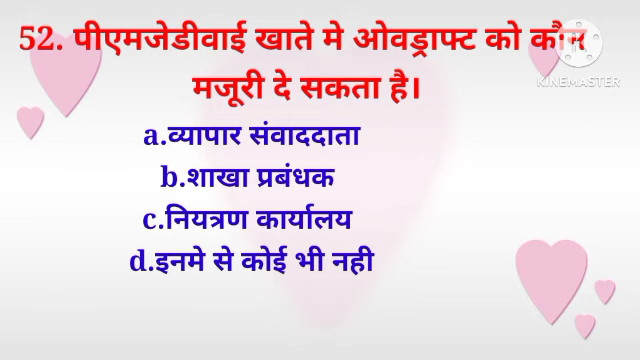 52. पीएमजेडीवाई खाते मे ओवड्राफ्ट को कौन
मजूरी दे सकता है।
KINEMASTER
a.व्यापार संवाददाता
b.शाखा प्रबंधक
c.नियत्रण कार्यालय
d.इनमे से कोई भी नही